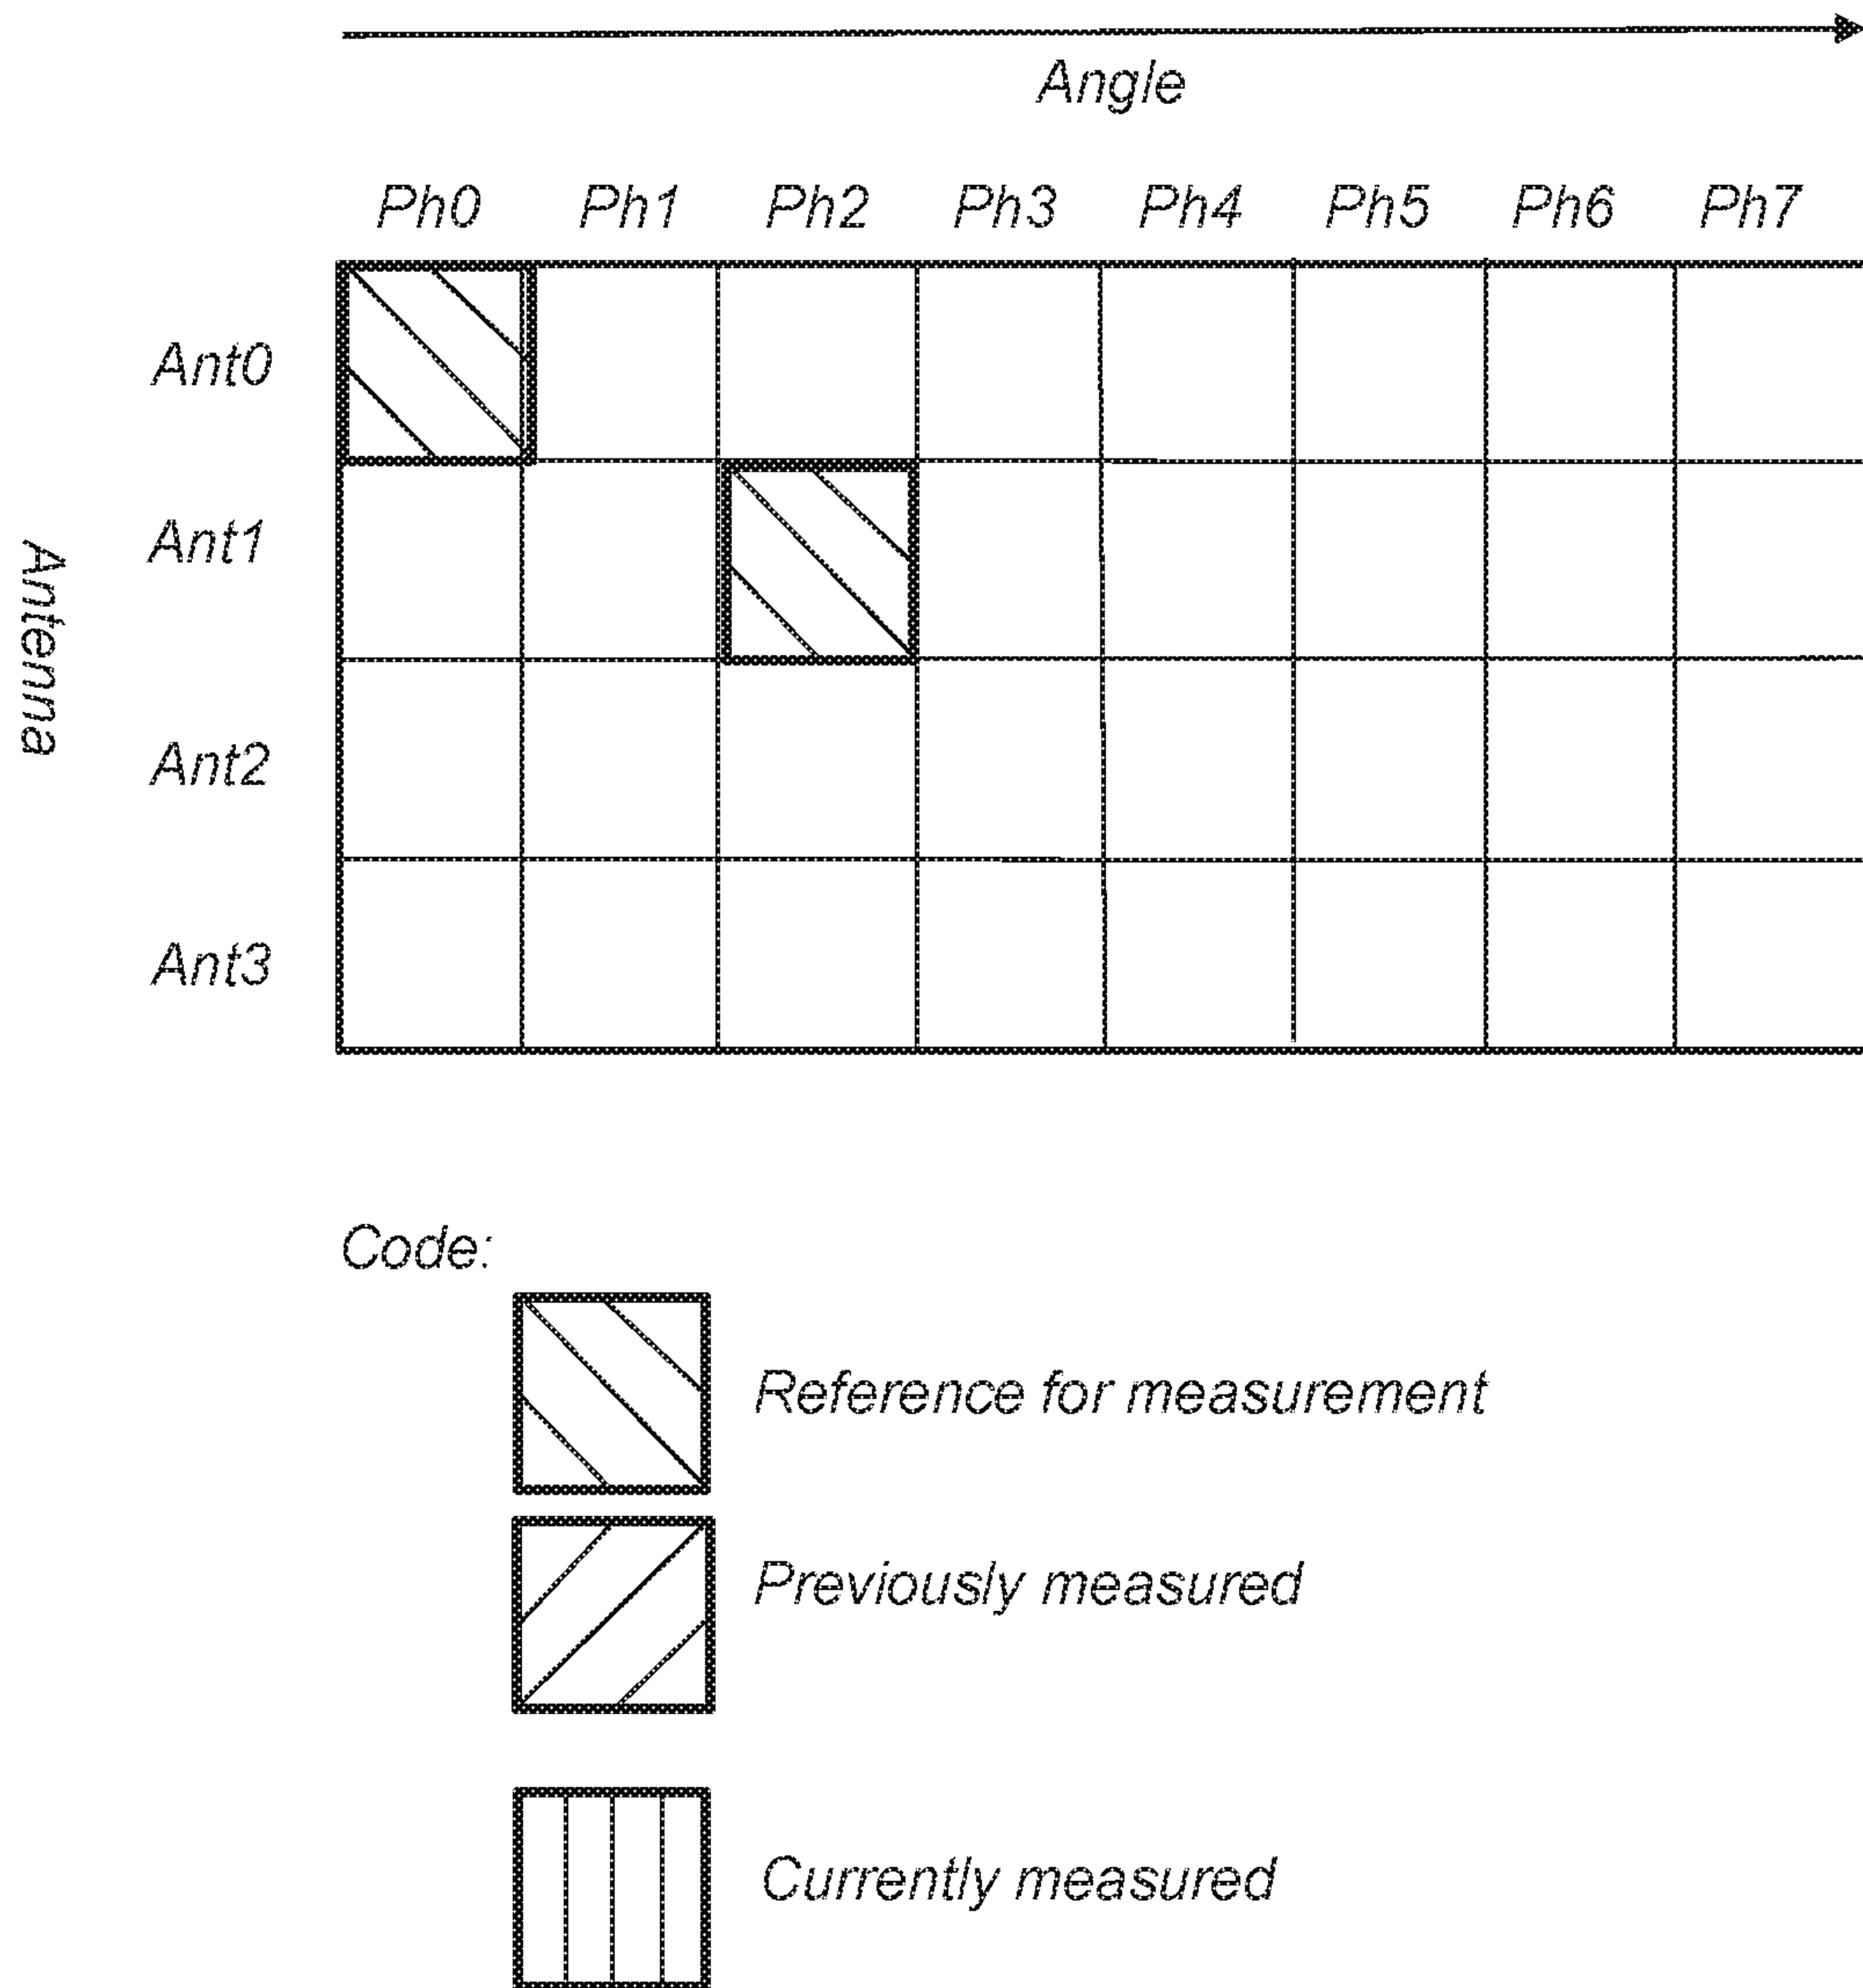 Angle
Ph0 Ph1 Ph2 Ph3 Ph4 Ph5 Ph6 Ph7
Antenna
Ant0
Ant1
Ant2
Ant3
Code:
Reference for measurement
Previously measured
Currently measured